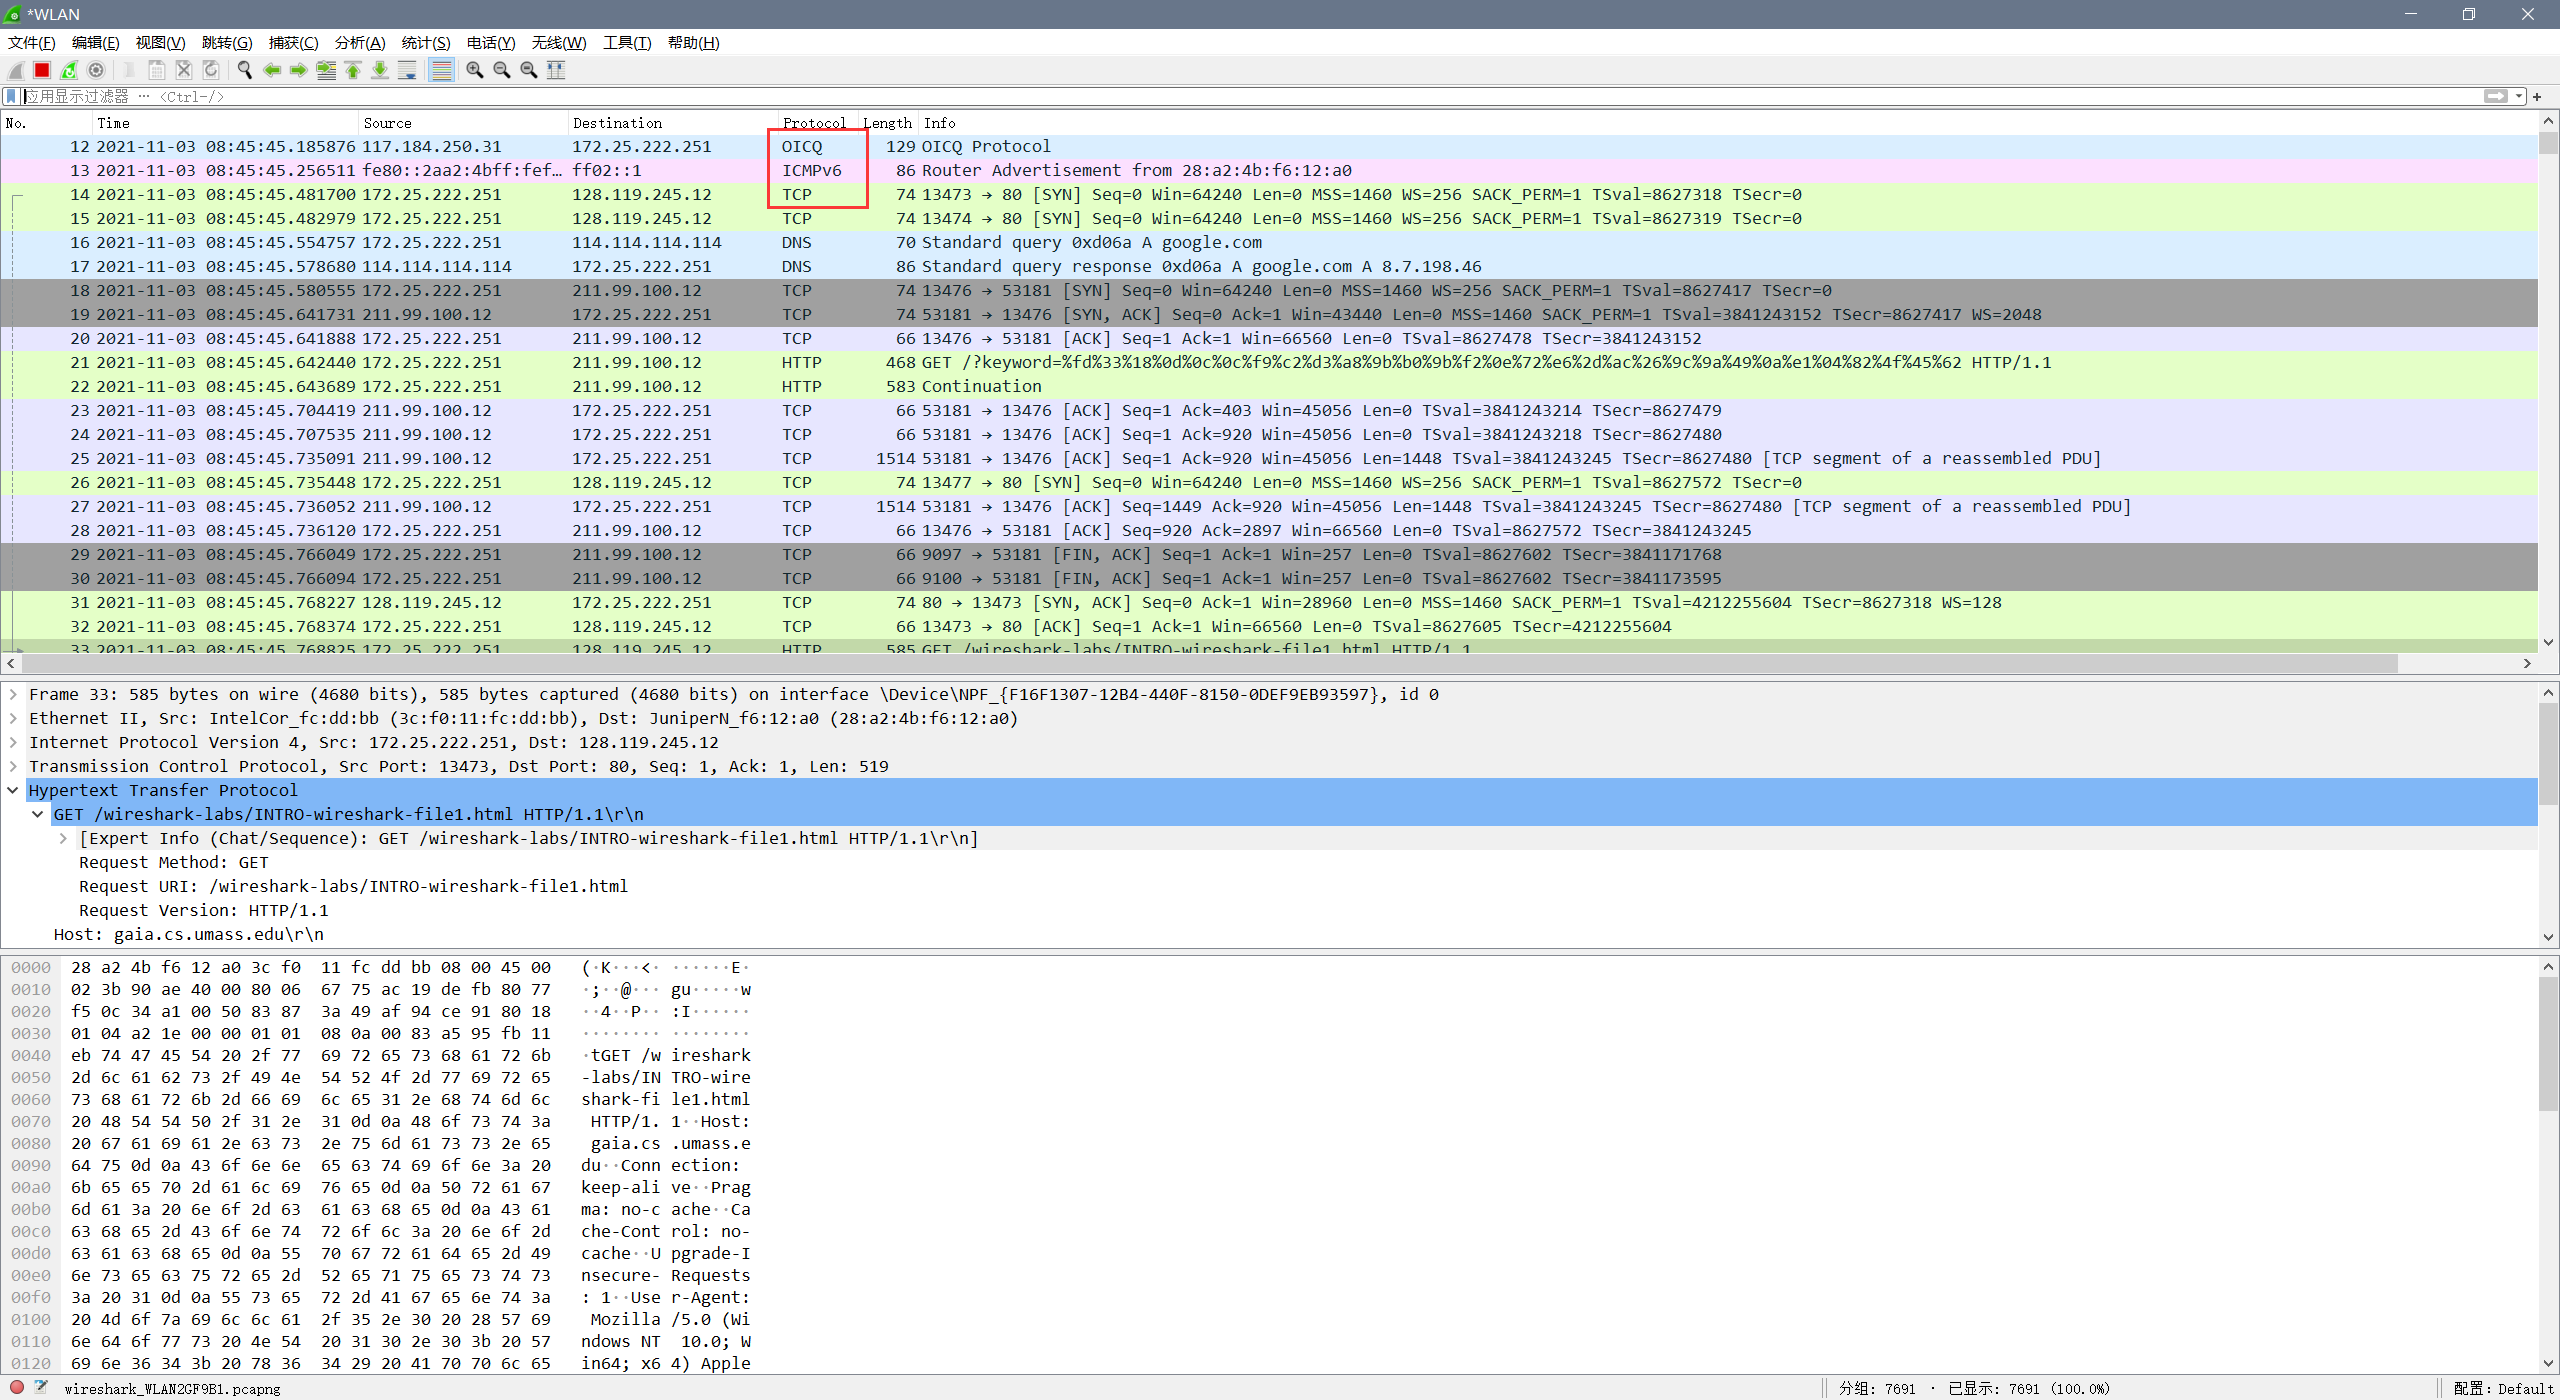 *WLAN
文件(F) 编辑(E) 视图(V) 跳转(G) 捕获(C) 分析(A) 统计(S) 电话(Y) 无线(W) 工具(T) 帮助(H)
应用显示过滤器 … <Ctrl-/>
No. Time Source Destination Protocol Length Info
12 2021-11-03 08:45:45.185876 117.184.250.31 172.25.222.251 OICQ 129 OICQ Protocol
13 2021-11-03 08:45:45.256511 fe80::2aa2:4bff:fef… ff02::1 ICMPv6 86 Router Advertisement from 28:a2:4b:f6:12:a0
14 2021-11-03 08:45:45.481700 172.25.222.251 128.119.245.12 TCP 74 13473 → 80 [SYN] Seq=0 Win=64240 Len=0 MSS=1460 WS=256 SACK_PERM=1 TSval=8627318 TSecr=0
15 2021-11-03 08:45:45.482979 172.25.222.251 128.119.245.12 TCP 74 13474 → 80 [SYN] Seq=0 Win=64240 Len=0 MSS=1460 WS=256 SACK_PERM=1 TSval=8627319 TSecr=0
16 2021-11-03 08:45:45.554757 172.25.222.251 114.114.114.114 DNS 70 Standard query 0xd06a A google.com
17 2021-11-03 08:45:45.578680 114.114.114.114 172.25.222.251 DNS 86 Standard query response 0xd06a A google.com A 8.7.198.46
18 2021-11-03 08:45:45.580555 172.25.222.251 211.99.100.12 TCP 74 13476 → 53181 [SYN] Seq=0 Win=64240 Len=0 MSS=1460 WS=256 SACK_PERM=1 TSval=8627417 TSecr=0
19 2021-11-03 08:45:45.641731 211.99.100.12 172.25.222.251 TCP 74 53181 → 13476 [SYN, ACK] Seq=0 Ack=1 Win=43440 Len=0 MSS=1460 SACK_PERM=1 TSval=3841243152 TSecr=8627417 WS=2048
20 2021-11-03 08:45:45.641888 172.25.222.251 211.99.100.12 TCP 66 13476 → 53181 [ACK] Seq=1 Ack=1 Win=66560 Len=0 TSval=8627478 TSecr=3841243152
21 2021-11-03 08:45:45.642440 172.25.222.251 211.99.100.12 HTTP 468 GET /?keyword=%fd%33%18%0d%0c%0c%f9%c2%d3%a8%9b%b0%9b%f2%0e%72%e6%2d%ac%26%9c%9a%49%0a%e1%04%82%4f%45%62 HTTP/1.1
22 2021-11-03 08:45:45.643689 172.25.222.251 211.99.100.12 HTTP 583 Continuation
23 2021-11-03 08:45:45.704419 211.99.100.12 172.25.222.251 TCP 66 53181 → 13476 [ACK] Seq=1 Ack=403 Win=45056 Len=0 TSval=3841243214 TSecr=8627479
24 2021-11-03 08:45:45.707535 211.99.100.12 172.25.222.251 TCP 66 53181 → 13476 [ACK] Seq=1 Ack=920 Win=45056 Len=0 TSval=3841243218 TSecr=8627480
25 2021-11-03 08:45:45.735091 211.99.100.12 172.25.222.251 TCP 1514 53181 → 13476 [ACK] Seq=1 Ack=920 Win=45056 Len=1448 TSval=3841243245 TSecr=8627480 [TCP segment of a reassembled PDU]
26 2021-11-03 08:45:45.735448 172.25.222.251 128.119.245.12 TCP 74 13477 → 80 [SYN] Seq=0 Win=64240 Len=0 MSS=1460 WS=256 SACK_PERM=1 TSval=8627572 TSecr=0
27 2021-11-03 08:45:45.736052 211.99.100.12 172.25.222.251 TCP 1514 53181 → 13476 [ACK] Seq=1449 Ack=920 Win=45056 Len=1448 TSval=3841243245 TSecr=8627480 [TCP segment of a reassembled PDU]
28 2021-11-03 08:45:45.736120 172.25.222.251 211.99.100.12 TCP 66 13476 → 53181 [ACK] Seq=920 Ack=2897 Win=66560 Len=0 TSval=8627572 TSecr=3841243245
29 2021-11-03 08:45:45.766049 172.25.222.251 211.99.100.12 TCP 66 9097 → 53181 [FIN, ACK] Seq=1 Ack=1 Win=257 Len=0 TSval=8627602 TSecr=3841171768
30 2021-11-03 08:45:45.766094 172.25.222.251 211.99.100.12 TCP 66 9100 → 53181 [FIN, ACK] Seq=1 Ack=1 Win=257 Len=0 TSval=8627602 TSecr=3841173595
31 2021-11-03 08:45:45.768227 128.119.245.12 172.25.222.251 TCP 74 80 → 13473 [SYN, ACK] Seq=0 Ack=1 Win=28960 Len=0 MSS=1460 SACK_PERM=1 TSval=4212255604 TSecr=8627318 WS=128
32 2021-11-03 08:45:45.768374 172.25.222.251 128.119.245.12 TCP 66 13473 → 80 [ACK] Seq=1 Ack=1 Win=66560 Len=0 TSval=8627605 TSecr=4212255604
33 2021-11-03 08:45:45.768825 172.25.222.251 128.119.245.12 HTTP 585 GET /wireshark-labs/INTRO-wireshark-file1.html HTTP/1.1
Frame 33: 585 bytes on wire (4680 bits), 585 bytes captured (4680 bits) on interface \Device\NPF_{F16F1307-12B4-440F-8150-0DEF9EB93597}, id 0
Ethernet II, Src: IntelCor_fc:dd:bb (3c:f0:11:fc:dd:bb), Dst: JuniperN_f6:12:a0 (28:a2:4b:f6:12:a0)
Internet Protocol Version 4, Src: 172.25.222.251, Dst: 128.119.245.12
Transmission Control Protocol, Src Port: 13473, Dst Port: 80, Seq: 1, Ack: 1, Len: 519
Hypertext Transfer Protocol
GET /wireshark-labs/INTRO-wireshark-file1.html HTTP/1.1\r\n
[Expert Info (Chat/Sequence): GET /wireshark-labs/INTRO-wireshark-file1.html HTTP/1.1\r\n]
Request Method: GET
Request URI: /wireshark-labs/INTRO-wireshark-file1.html
Request Version: HTTP/1.1
Host: gaia.cs.umass.edu\r\n
0000 28 a2 4b f6 12 a0 3c f0 11 fc dd bb 08 00 45 00 (·K···<· ······E·
0010 02 3b 90 ae 40 00 80 06 67 75 ac 19 de fb 80 77 ·;··@··· gu·····w
0020 f5 0c 34 a1 00 50 83 87 3a 49 af 94 ce 91 80 18 ··4··P·· :I······
0030 01 04 a2 1e 00 00 01 01 08 0a 00 83 a5 95 fb 11 ········ ········
0040 eb 74 47 45 54 20 2f 77 69 72 65 73 68 61 72 6b ·tGET /w ireshark
0050 2d 6c 61 62 73 2f 49 4e 54 52 4f 2d 77 69 72 65 -labs/IN TRO-wire
0060 73 68 61 72 6b 2d 66 69 6c 65 31 2e 68 74 6d 6c shark-fi le1.html
0070 20 48 54 54 50 2f 31 2e 31 0d 0a 48 6f 73 74 3a HTTP/1. 1··Host:
0080 20 67 61 69 61 2e 63 73 2e 75 6d 61 73 73 2e 65 gaia.cs .umass.e
0090 64 75 0d 0a 43 6f 6e 6e 65 63 74 69 6f 6e 3a 20 du··Conn ection:
00a0 6b 65 65 70 2d 61 6c 69 76 65 0d 0a 50 72 61 67 keep-ali ve··Prag
00b0 6d 61 3a 20 6e 6f 2d 63 61 63 68 65 0d 0a 43 61 ma: no-c ache··Ca
00c0 63 68 65 2d 43 6f 6e 74 72 6f 6c 3a 20 6e 6f 2d che-Cont rol: no-
00d0 63 61 63 68 65 0d 0a 55 70 67 72 61 64 65 2d 49 cache··U pgrade-I
00e0 6e 73 65 63 75 72 65 2d 52 65 71 75 65 73 74 73 nsecure- Requests
00f0 3a 20 31 0d 0a 55 73 65 72 2d 41 67 65 6e 74 3a : 1··Use r-Agent:
0100 20 4d 6f 7a 69 6c 6c 61 2f 35 2e 30 20 28 57 69 Mozilla /5.0 (Wi
0110 6e 64 6f 77 73 20 4e 54 20 31 30 2e 30 3b 20 57 ndows NT 10.0; W
0120 69 6e 36 34 3b 20 78 36 34 29 20 41 70 70 6c 65 in64; x6 4) Apple
wireshark_WLAN2GF9B1.pcapng 分组: 7691 · 已显示: 7691 (100.0%) 配置: Default